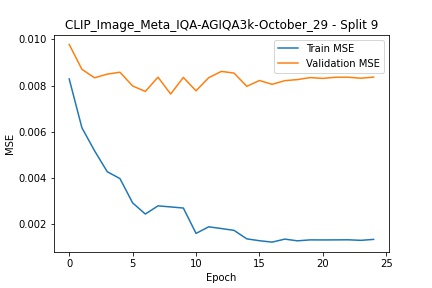 CLIP_Image_Meta_IQA-AGIQA3k-October_29 - Split 9
Train MSE
Validation MSE
0.010
0.008
0.006
0.004
0.002
MSE
0
5
10
15
20
25
Epoch